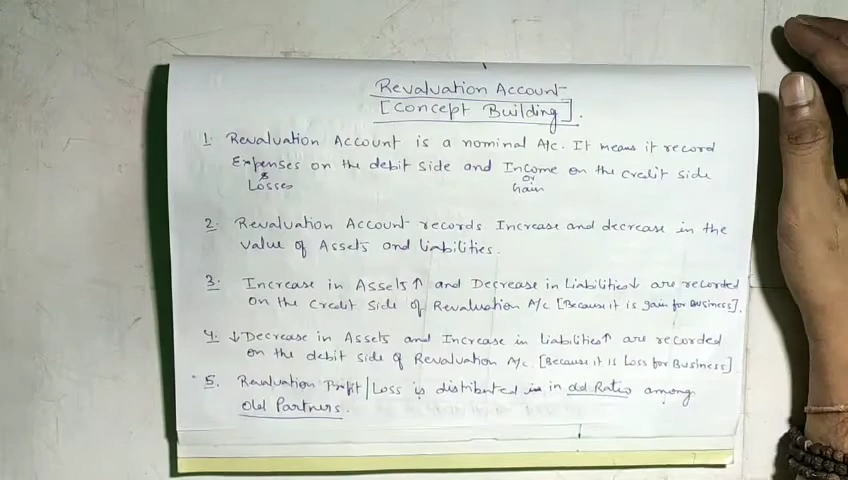 Revaluation Account
[Concept Building].
1. Revaluation Account is a nominal A/c. It means it record
Expenses on the debit side and Income on the credit side
& Losses or Gain
2. Revaluation Account records Increase and decrease in the
value of Assets and liabilities.
3. Increase in Assets↑ and Decrease in Liabilities↓ are recorded
on the Credit side of Revaluation A/c [Because it is gain for Business].
4. ↓Decrease in Assets and Increase in liabilities↑ are recorded
on the debit side of Revaluation A/c. [Because it is Loss for Business]
5. Revaluation Profit/Loss is distributed in old Ratio among
old Partners.